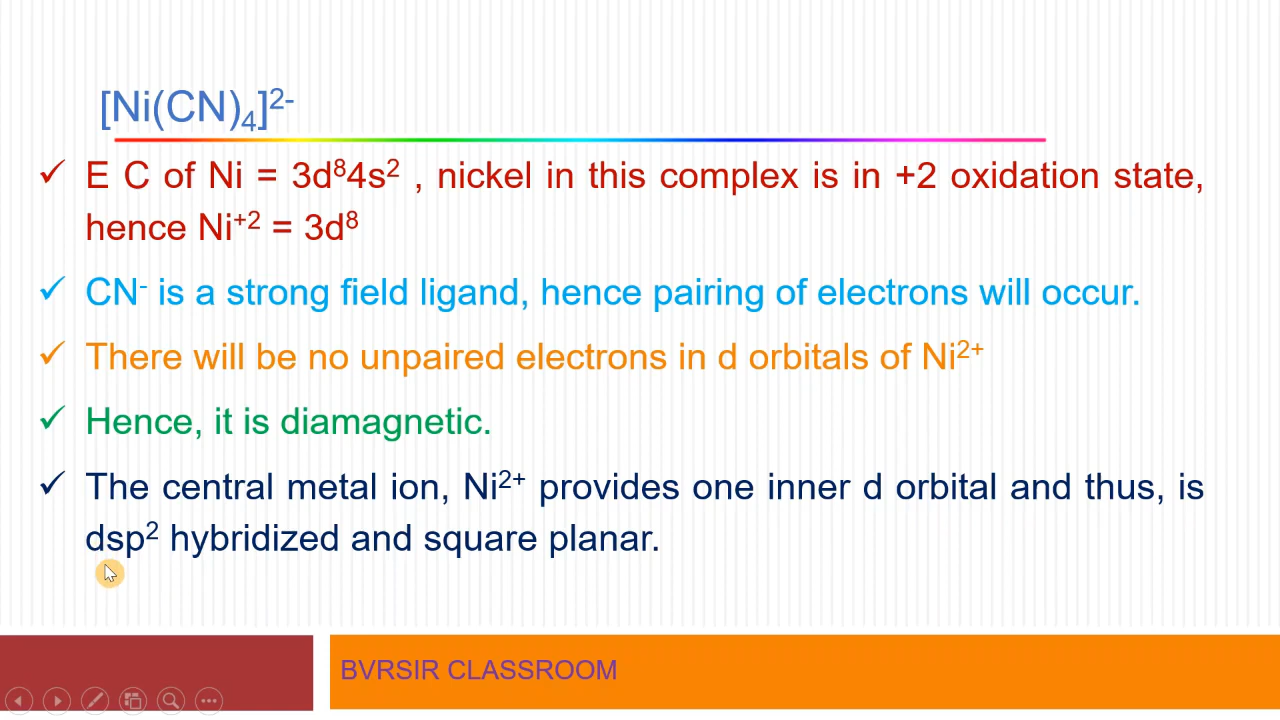 [Ni(CN)₄]²⁻
✓ E C of Ni = 3d⁸4s² , nickel in this complex is in +2 oxidation state,
hence Ni⁺² = 3d⁸
✓ CN⁻ is a strong field ligand, hence pairing of electrons will occur.
✓ There will be no unpaired electrons in d orbitals of Ni²⁺
✓ Hence, it is diamagnetic.
✓ The central metal ion, Ni²⁺ provides one inner d orbital and thus, is
dsp² hybridized and square planar.
BVRSIR CLASSROOM